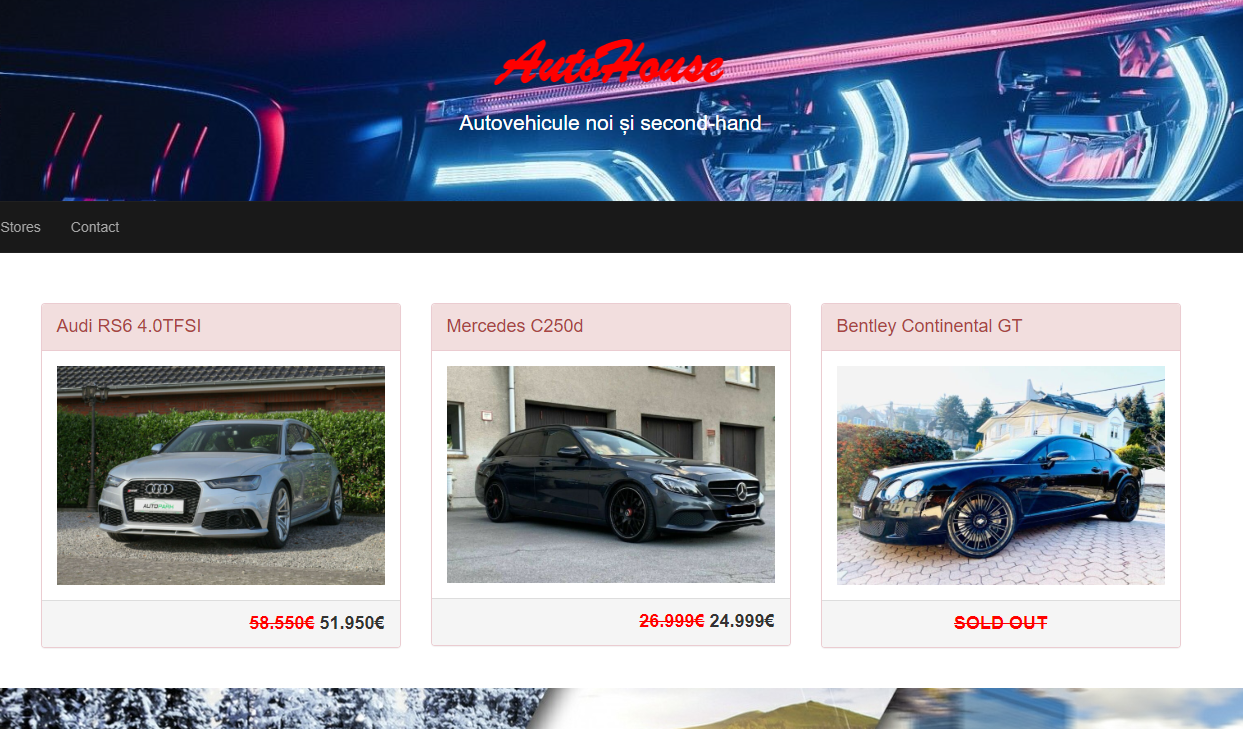 AutoHouse
Autovehicule noi și second-hand
Stores Contact
Audi RS6 4.0TFSI
Mercedes C250d
Bentley Continental GT
AUTOPARK
58.550€ 51.950€
26.999€ 24.999€
SOLD OUT